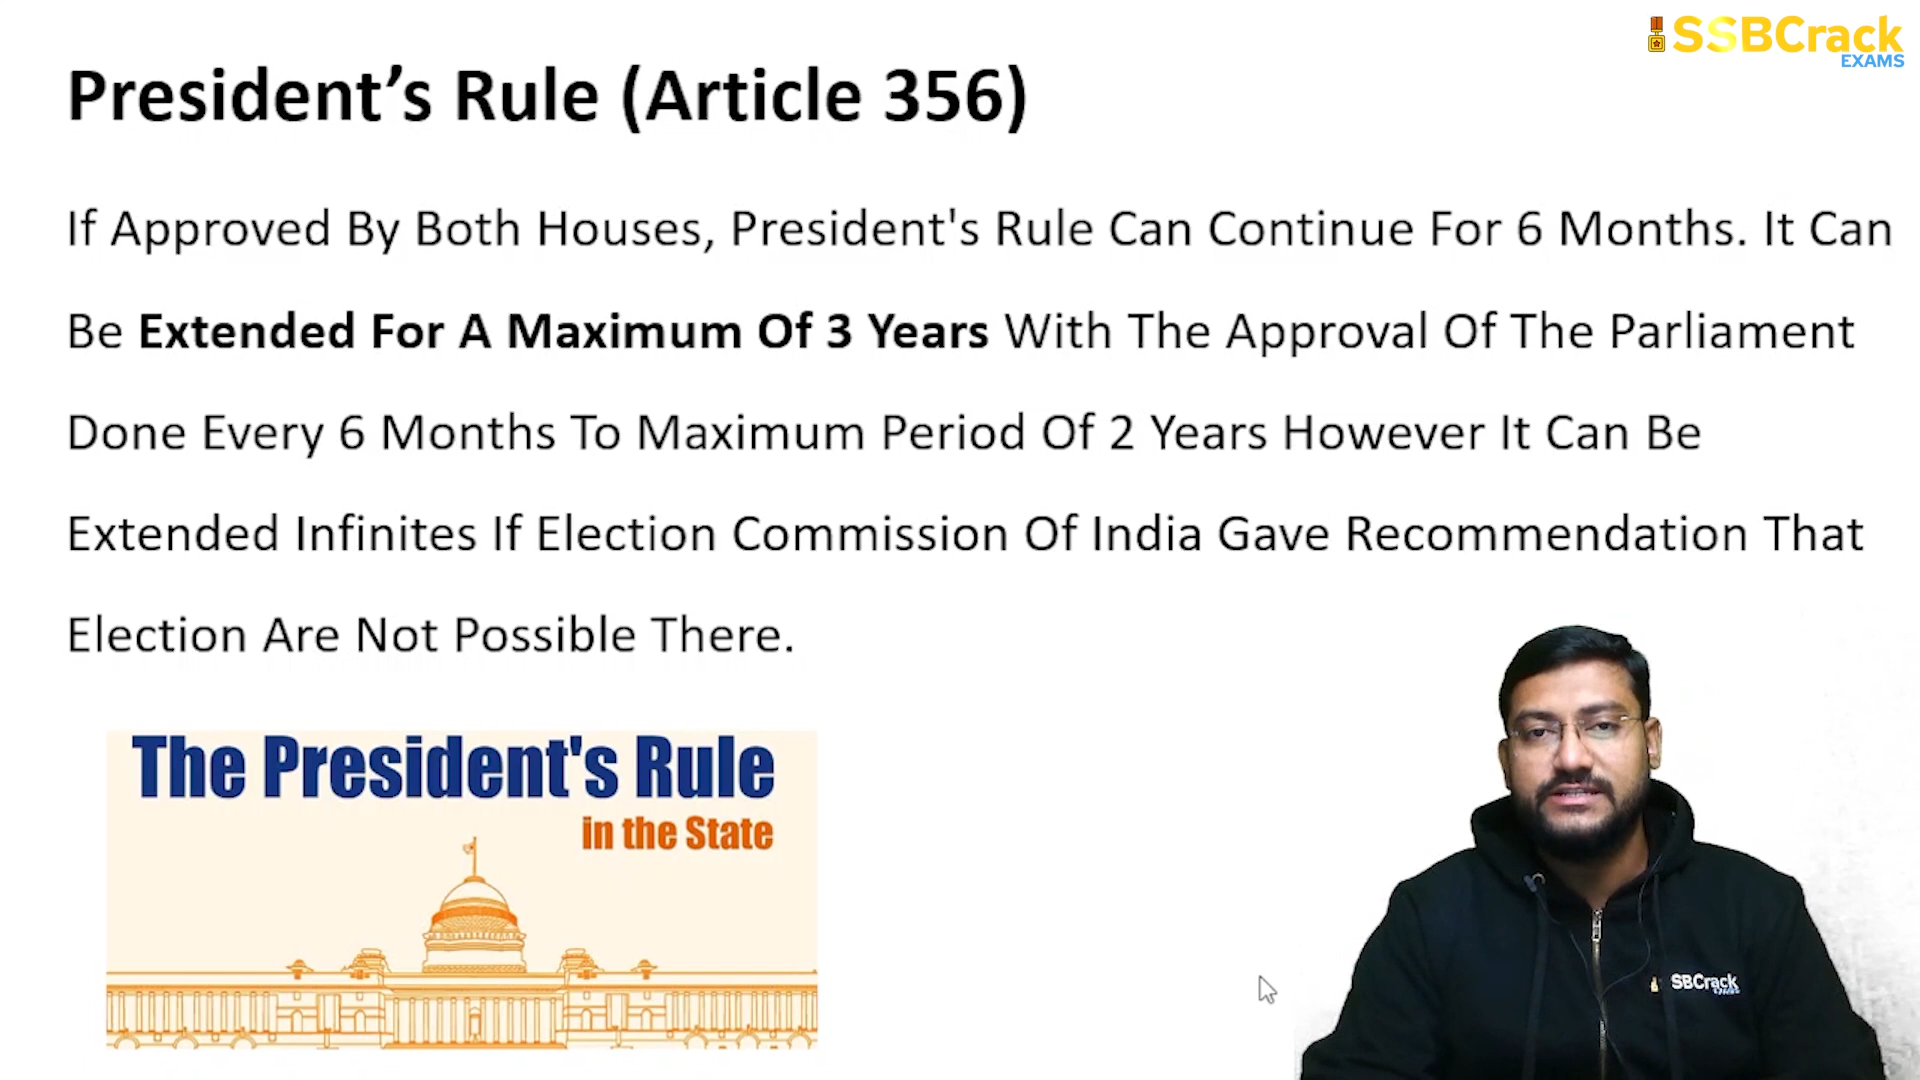 SSBCrack
EXAMS
President’s Rule (Article 356)
If Approved By Both Houses, President's Rule Can Continue For 6 Months. It Can
Be Extended For A Maximum Of 3 Years With The Approval Of The Parliament
Done Every 6 Months To Maximum Period Of 2 Years However It Can Be
Extended Infinites If Election Commission Of India Gave Recommendation That
Election Are Not Possible There.
The President's Rule
in the State
SBCrack